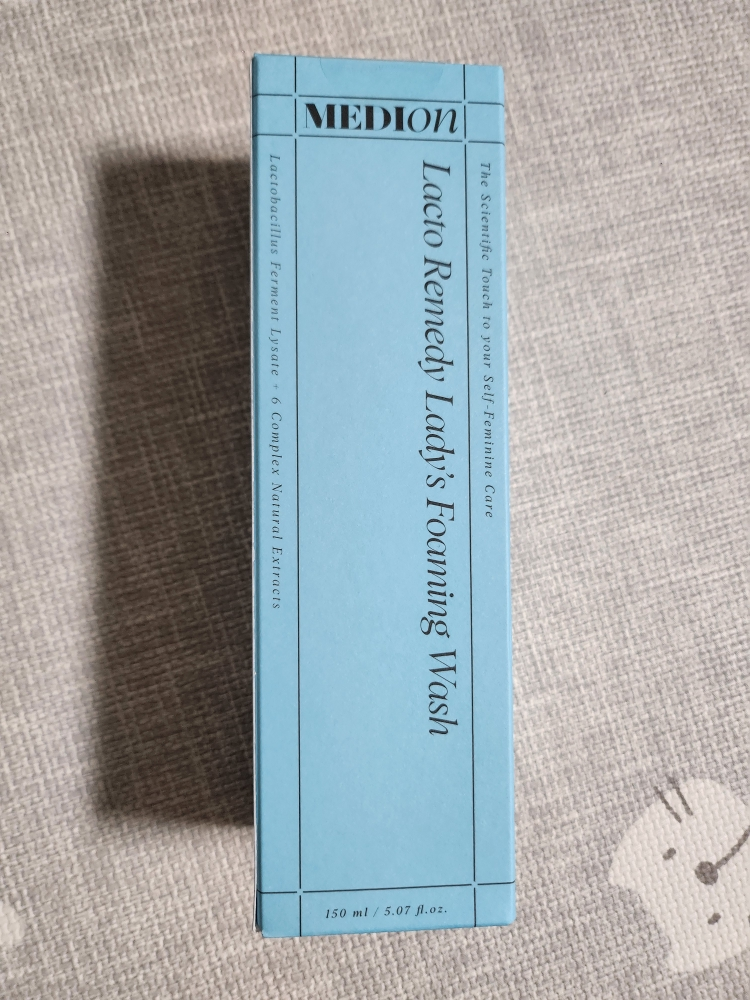 MEDION
The Scientific Touch to your Self-Feminine Care
Lacto Remedy Lady's Foaming Wash
Lactobacillus Ferment Lysate + 6 Complex Natural Extracts
150 ml / 5.07 fl.oz.